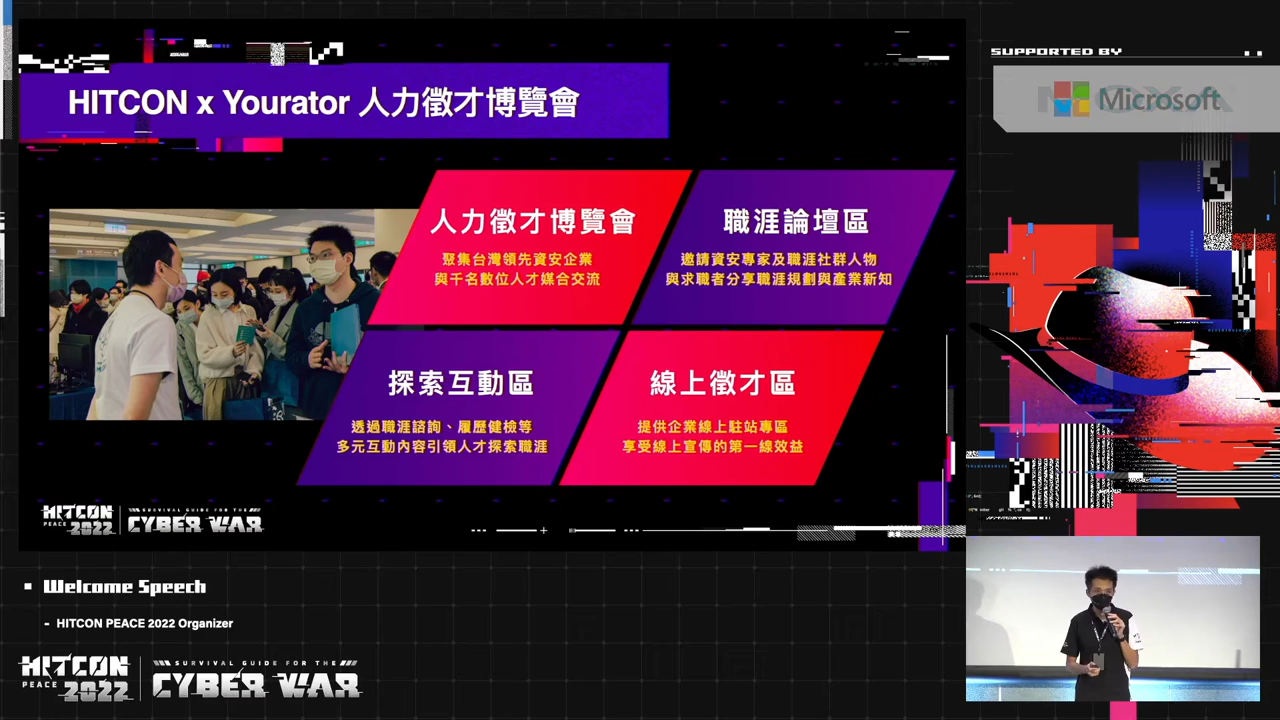 HITCON x Yourator 人力徵才博覽會
人力徵才博覽會
聚集台灣領先資安企業
與千名數位人才媒合交流
職涯論壇區
邀請資安專家及職涯社群人物
與求職者分享職涯規劃與產業新知
探索互動區
透過職涯諮詢、履歷健檢等
多元互動內容引領人才探索職涯
線上徵才區
提供企業線上駐站專區
享受線上宣傳的第一線效益
HITCON
PEACE 2022
SURVIVAL GUIDE FOR THE
CYBER WAR
SUPPORTED BY
Microsoft
Welcome Speech
- HITCON PEACE 2022 Organizer
HITCON
PEACE 2022
SURVIVAL GUIDE FOR THE
CYBER WAR